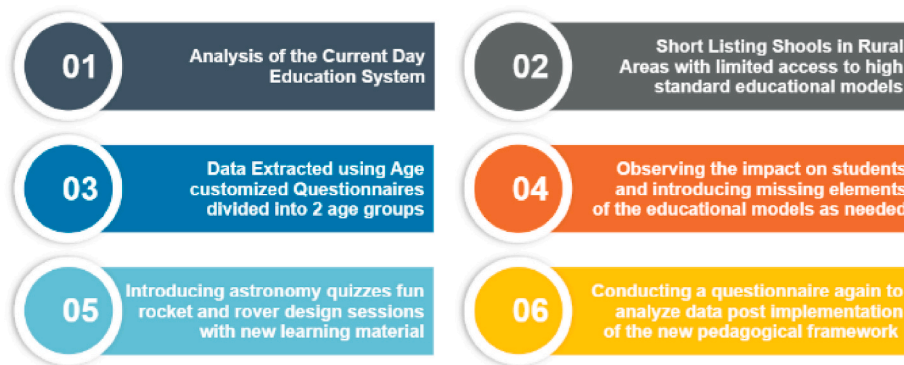 01
Analysis of the Current Day
Education System
02
Short Listing Shools in Rural
Areas with limited access to high
standard educational models
03
Data Extracted using Age
customized Questionnaires
divided into 2 age groups
04
Observing the impact on students
and introducing missing elements
of the educational models as needed
05
Introducing astronomy quizzes fun
rocket and rover design sessions
with new learning material
06
Conducting a questionnaire again to
analyze data post implementation
of the new pedagogical framework